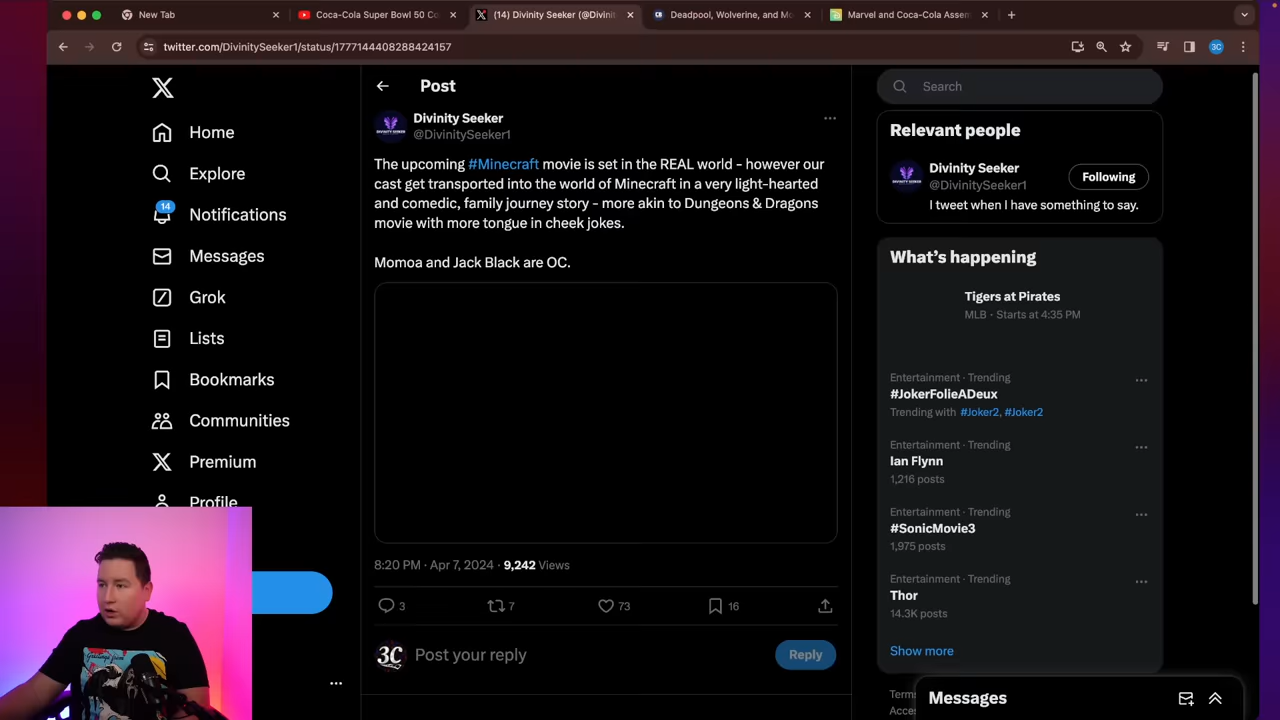 New Tab
Coca-Cola Super Bowl 50 Co
(14) Divinity Seeker (@Divinit
Deadpool, Wolverine, and Mo
Marvel and Coca-Cola Assem
twitter.com/DivinitySeeker1/status/1777144408288424157
3C
Home
Explore
14
Notifications
Messages
Grok
Lists
Bookmarks
Communities
Premium
Profile
Post
Divinity Seeker
@DivinitySeeker1
The upcoming #Minecraft movie is set in the REAL world - however our
cast get transported into the world of Minecraft in a very light-hearted
and comedic, family journey story - more akin to Dungeons & Dragons
movie with more tongue in cheek jokes.
Momoa and Jack Black are OC.
8:20 PM · Apr 7, 2024 · 9,242 Views
3
7
73
16
3C
Post your reply
Reply
Search
Relevant people
Divinity Seeker
@DivinitySeeker1
Following
I tweet when I have something to say.
What's happening
Tigers at Pirates
MLB · Starts at 4:35 PM
Entertainment · Trending
#JokerFolieADeux
Trending with #Joker2, #Joker2
Entertainment · Trending
Ian Flynn
1,216 posts
Entertainment · Trending
#SonicMovie3
1,975 posts
Entertainment · Trending
Thor
14.3K posts
Show more
Terms
Messages